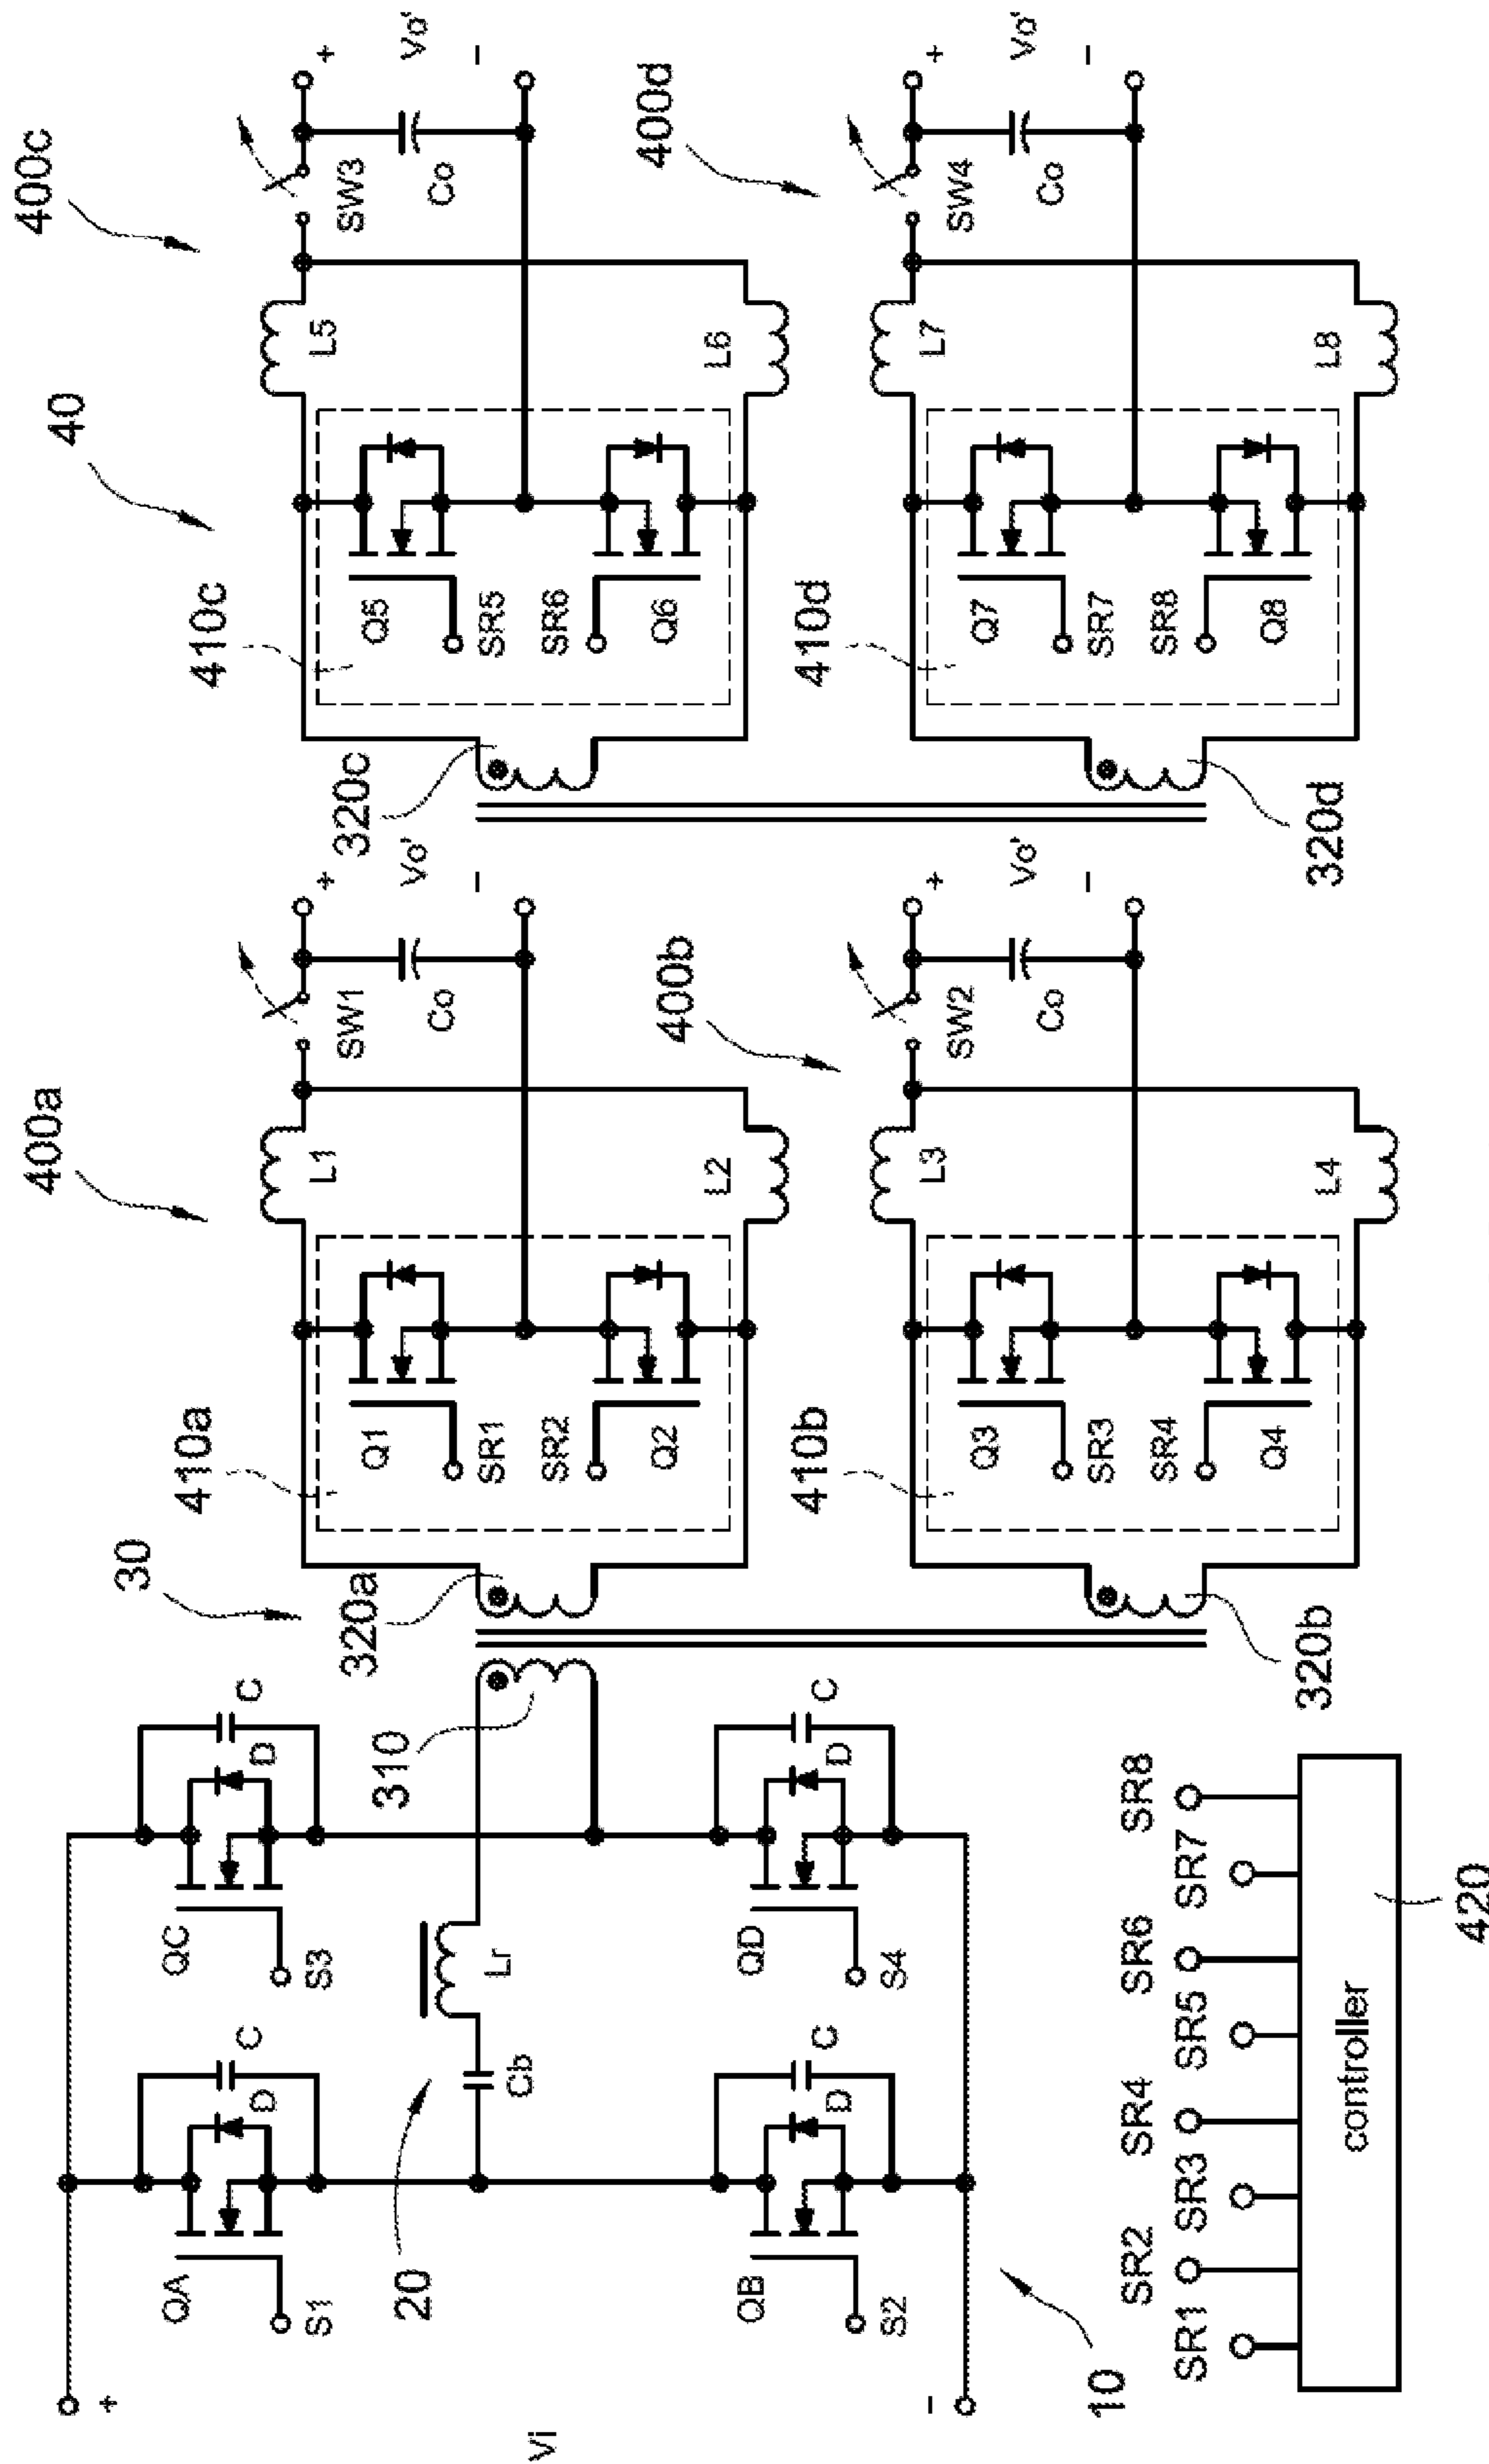 400a
400c
40
30
+
Vi
−
10
QA
S1
D
C
QC
S3
D
C
20
Cb
Lr
310
QB
S2
D
C
QD
S4
D
C
320a
410a
Q1
SR1
SR2
Q2
L1
L2
SW1
Co
+
Vo'
−
320b
410b
Q3
SR3
SR4
Q4
L3
L4
400b
SW2
Co
+
Vo'
−
320c
410c
Q5
SR5
SR6
Q6
L5
L6
SW3
Co
+
Vo'
−
320d
410d
Q7
SR7
SR8
Q8
L7
L8
400d
SW4
Co
+
Vo'
−
SR1 SR2 SR3 SR4 SR5 SR6 SR7 SR8
controller
420